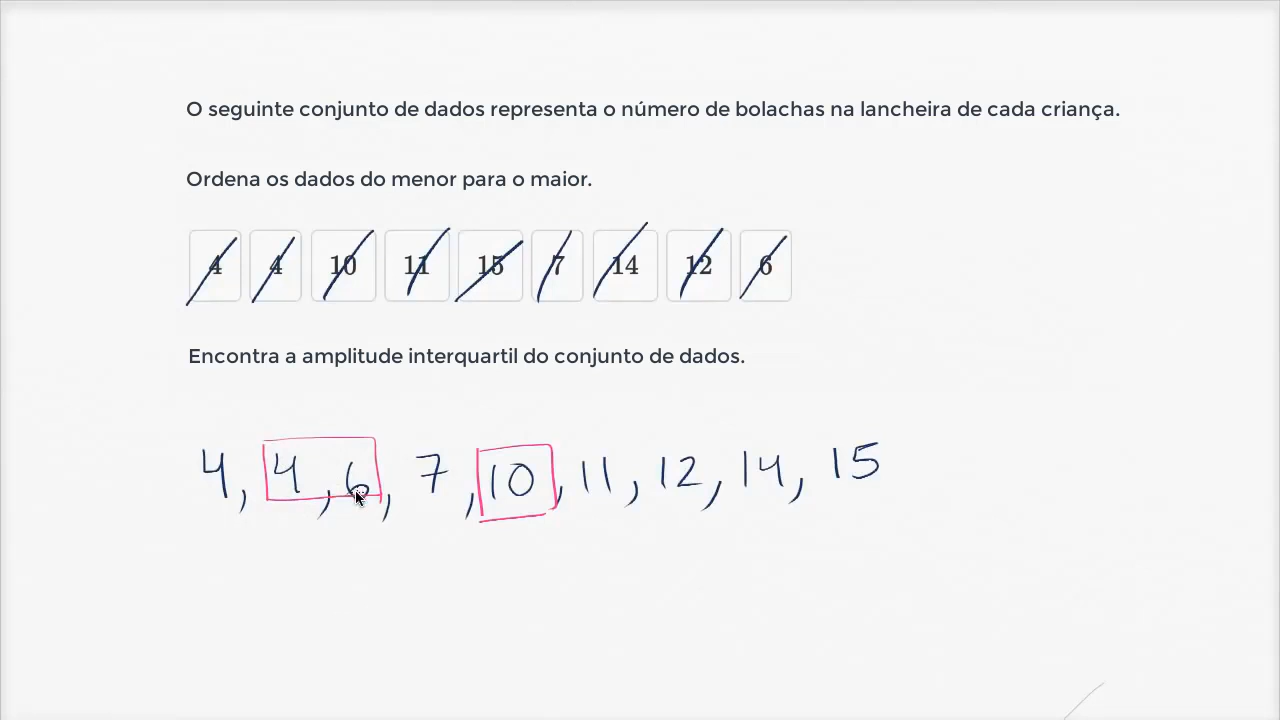 O seguinte conjunto de dados representa o número de bolachas na lancheira de cada criança.
Ordena os dados do menor para o maior.
4 4 10 11 15 7 14 12 6
Encontra a amplitude interquartil do conjunto de dados.
4, 4, 6, 7, 10, 11, 12, 14, 15